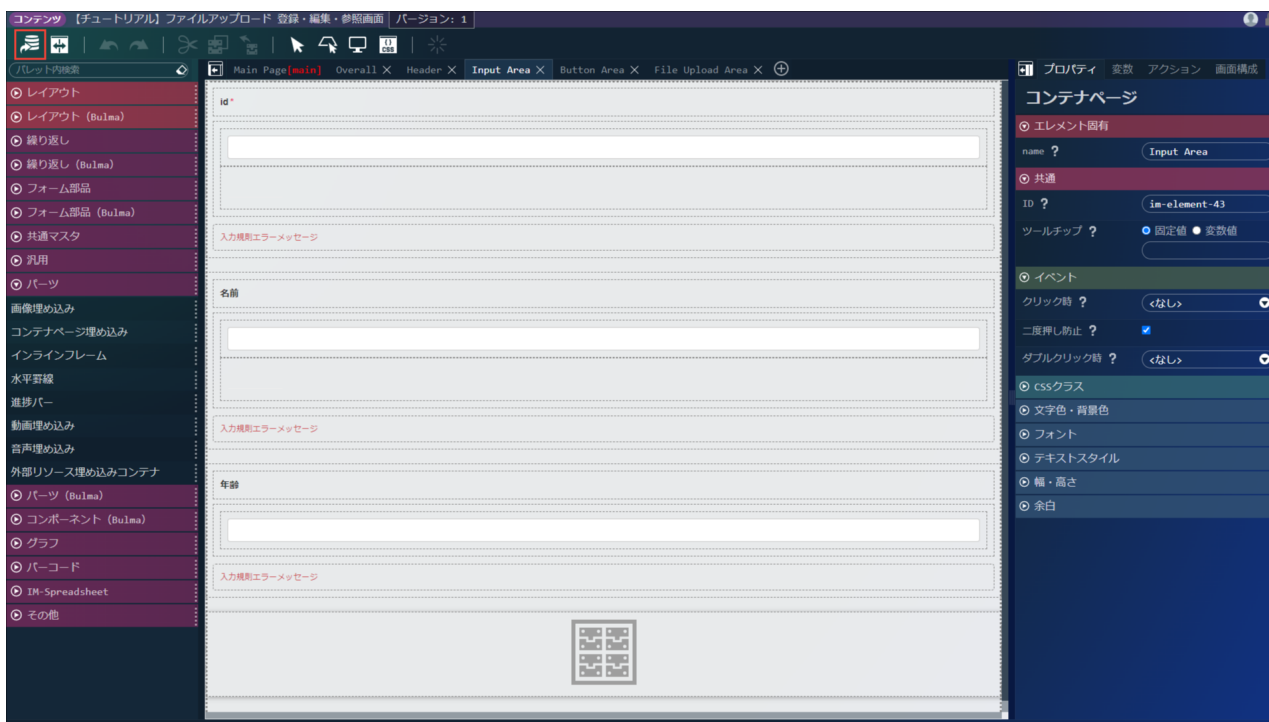 コンテンツ 【チュートリアル】ファイルアップロード 登録・編集・参照画面 バージョン: 1
{} CSS
パレット内検索
Main Page[main] Overall Header Input Area Button Area File Upload Area
プロパティ 変数 アクション 画面構成
レイアウト
レイアウト (Bulma)
繰り返し
繰り返し (Bulma)
フォーム部品
フォーム部品 (Bulma)
共通マスタ
汎用
パーツ
画像埋め込み
コンテナページ埋め込み
インラインフレーム
水平罫線
進捗バー
動画埋め込み
音声埋め込み
外部リソース埋め込みコンテナ
パーツ (Bulma)
コンポーネント (Bulma)
グラフ
バーコード
IM-Spreadsheet
その他
id*
入力規則エラーメッセージ
名前
入力規則エラーメッセージ
年齢
入力規則エラーメッセージ
コンテナページ
エレメント固有
name ? Input Area
共通
ID ? im-element-43
ツールチップ ? 固定値 変数値
イベント
クリック時 ? <なし>
二度押し防止 ?
ダブルクリック時 ? <なし>
CSSクラス
文字色・背景色
フォント
テキストスタイル
幅・高さ
余白